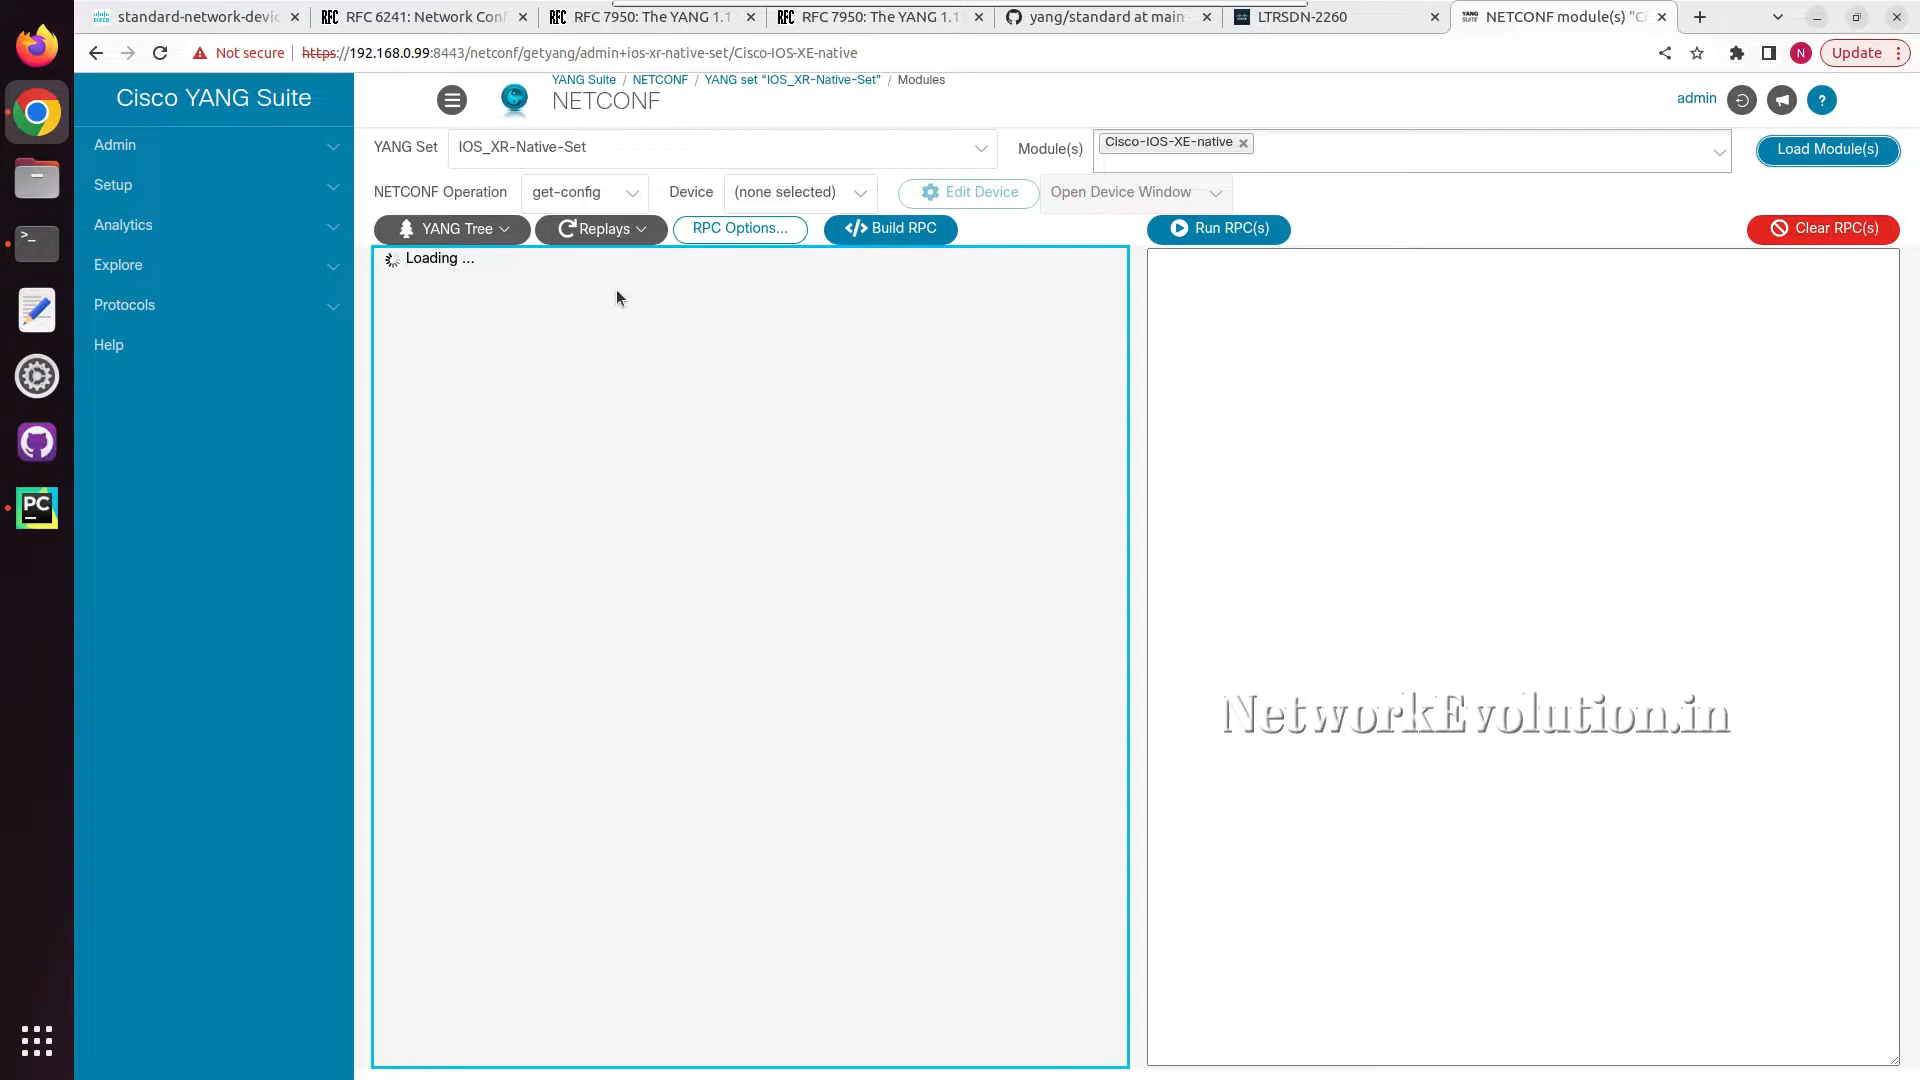 standard-network-devic
RFC 6241: Network Conf
RFC 7950: The YANG 1.1
RFC 7950: The YANG 1.1
yang/standard at main
LTRSDN-2260
NETCONF module(s) "C
Not secure
https://192.168.0.99:8443/netconf/getyang/admin+ios-xr-native-set/Cisco-IOS-XE-native
N
Update
Cisco YANG Suite
YANG Suite / NETCONF / YANG set “IOS_XR-Native-Set” / Modules
NETCONF
admin
?
Admin
Setup
Analytics
Explore
Protocols
Help
YANG Set
IOS_XR-Native-Set
Module(s)
Cisco-IOS-XE-native
Load Module(s)
NETCONF Operation
get-config
Device
(none selected)
Edit Device
Open Device Window
YANG Tree
Replays
RPC Options...
Build RPC
Run RPC(s)
Clear RPC(s)
Loading ...
PC
NetworkEvolution.in